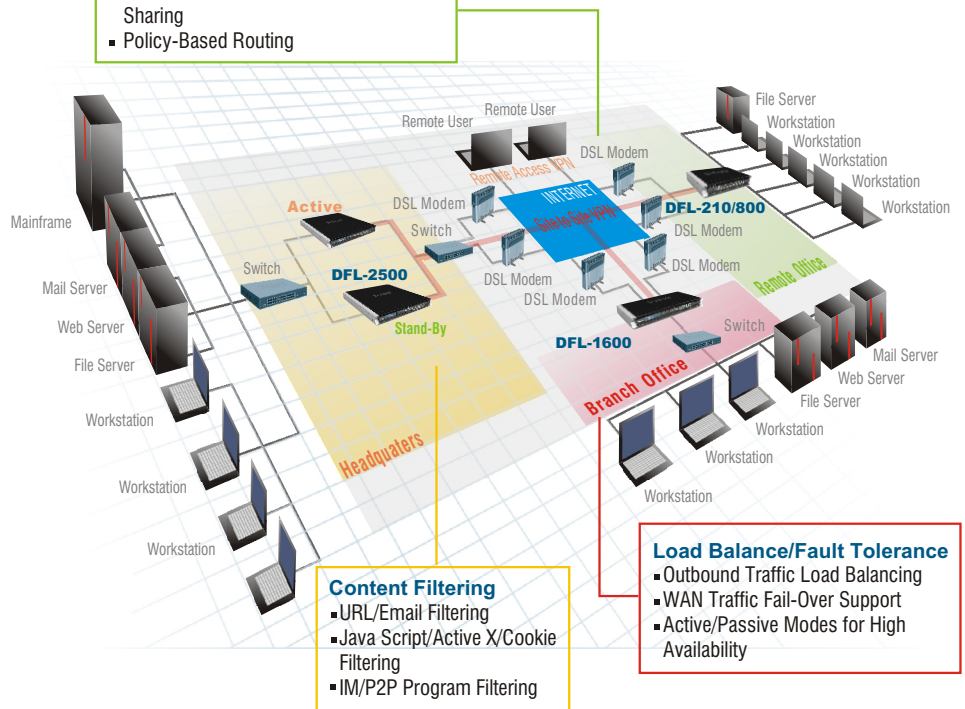 Sharing
▪ Policy-Based Routing
Remote User
Remote User
File Server
Workstation
Workstation
Workstation
Workstation
Workstation
DSL Modem
Remote Access VPN
INTERNET
Site-to-Site VPN
DFL-210/800
DSL Modem
Mainframe
Active
DSL Modem
Switch
Switch
DFL-2500
DSL Modem
DSL Modem
DSL Modem
Remote Office
Mail Server
Web Server
File Server
Stand-By
DFL-1600
Switch
Mail Server
Web Server
File Server
Branch Office
Headquaters
Workstation
Workstation
Workstation
Workstation
Workstation
Workstation
Content Filtering
▪ URL/Email Filtering
▪ Java Script/Active X/Cookie
Filtering
▪ IM/P2P Program Filtering
Load Balance/Fault Tolerance
▪ Outbound Traffic Load Balancing
▪ WAN Traffic Fail-Over Support
▪ Active/Passive Modes for High
Availability